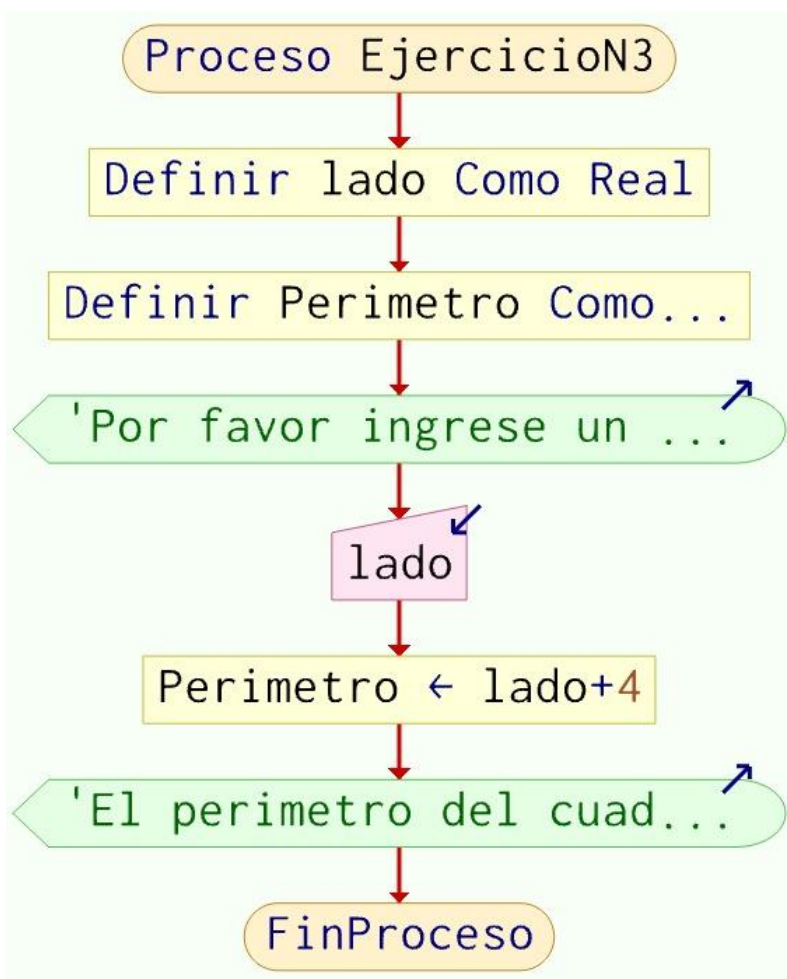 Proceso EjercicioN3
Definir lado Como Real
Definir Perimetro Como...
'Por favor ingrese un ...
lado
Perimetro ← lado+4
'El perimetro del cuad...
FinProceso